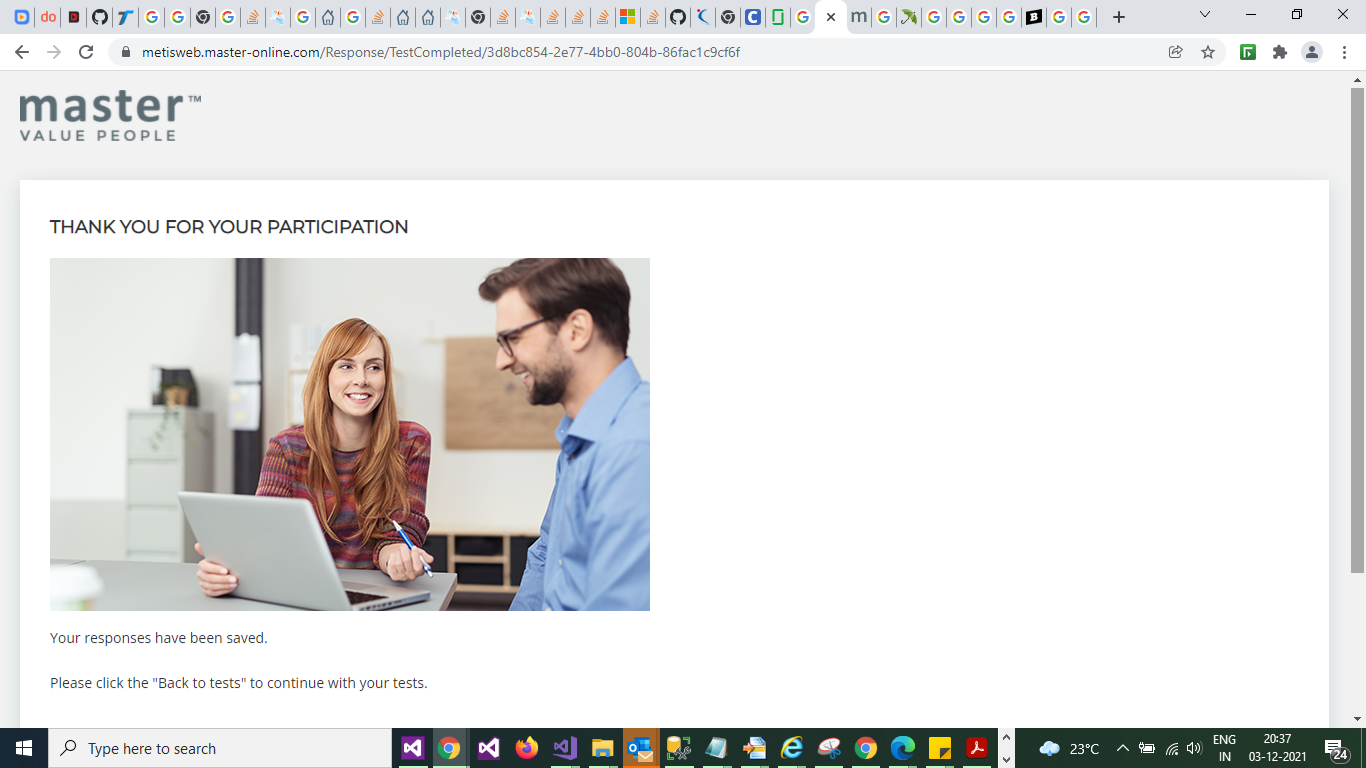 do
metisweb.master-online.com/Response/TestCompleted/3d8bc854-2e77-4bb0-804b-86fac1c9cf6f
master™
VALUE PEOPLE
THANK YOU FOR YOUR PARTICIPATION
Your responses have been saved.
Please click the "Back to tests" to continue with your tests.
Type here to search
23°C
ENG
IN
20:37
03-12-2021
24